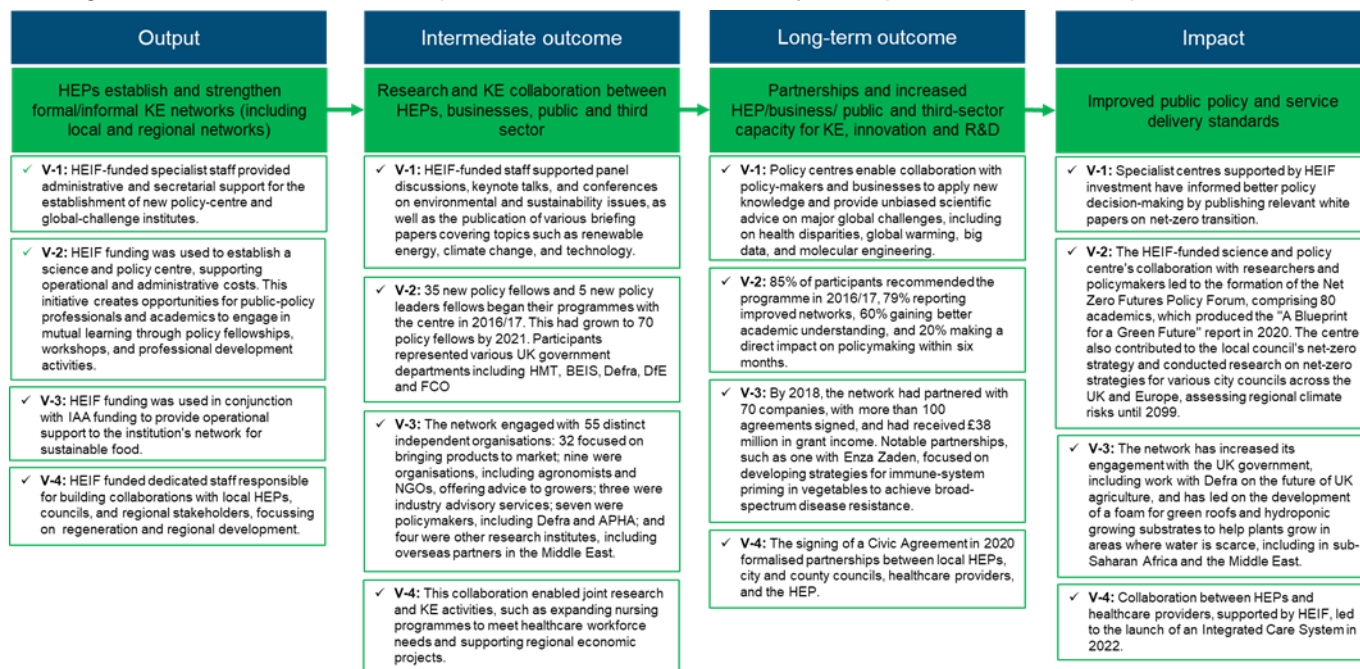 Output
HEPs establish and strengthen
formal/informal KE networks (including
local and regional networks)
✓ V-1: HEIF-funded specialist staff provided
administrative and secretarial support for the
establishment of new policy-centre and
global-challenge institutes.
✓ V-2: HEIF funding was used to establish a
science and policy centre, supporting
operational and administrative costs. This
initiative creates opportunities for public-policy
professionals and academics to engage in
mutual learning through policy fellowships,
workshops, and professional development
activities.
✓ V-3: HEIF funding was used in conjunction
with IAA funding to provide operational
support to the institution's network for
sustainable food.
✓ V-4: HEIF funded dedicated staff responsible
for building collaborations with local HEPs,
councils, and regional stakeholders, focussing
on regeneration and regional development.
Intermediate outcome
Research and KE collaboration between
HEPs, businesses, public and third
sector
✓ V-1: HEIF-funded staff supported panel
discussions, keynote talks, and conferences
on environmental and sustainability issues, as
well as the publication of various briefing
papers covering topics such as renewable
energy, climate change, and technology.
✓ V-2: 35 new policy fellows and 5 new policy
leaders fellows began their programmes with
the centre in 2016/17. This had grown to 70
policy fellows by 2021. Participants
represented various UK government
departments including HMT, BEIS, Defra, DfE
and FCO
✓ V-3: The network engaged with 55 distinct
independent organisations: 32 focused on
bringing products to market; nine were
organisations, including agronomists and
NGOs, offering advice to growers; three were
industry advisory services; seven were
policymakers, including Defra and APHA; and
four were other research institutes, including
overseas partners in the Middle East.
✓ V-4: This collaboration enabled joint research
and KE activities, such as expanding nursing
programmes to meet healthcare workforce
needs and supporting regional economic
projects.
Long-term outcome
Partnerships and increased
HEP/business/ public and third-sector
capacity for KE, innovation and R&D
✓ V-1: Policy centres enable collaboration with
policy-makers and businesses to apply new
knowledge and provide unbiased scientific
advice on major global challenges, including
on health disparities, global warming, big
data, and molecular engineering.
✓ V-2: 85% of participants recommended the
programme in 2016/17, 79% reporting
improved networks, 60% gaining better
academic understanding, and 20% making a
direct impact on policymaking within six
months.
✓ V-3: By 2018, the network had partnered with
70 companies, with more than 100
agreements signed, and had received £38
million in grant income. Notable partnerships,
such as one with Enza Zaden, focused on
developing strategies for immune-system
priming in vegetables to achieve broad-
spectrum disease resistance.
✓ V-4: The signing of a Civic Agreement in 2020
formalised partnerships between local HEPs,
city and county councils, healthcare providers,
and the HEP.
Impact
Improved public policy and service
delivery standards
✓ V-1: Specialist centres supported by HEIF
investment have informed better policy
decision-making by publishing relevant white
papers on net-zero transition.
✓ V-2: The HEIF-funded science and policy
centre's collaboration with researchers and
policymakers led to the formation of the Net
Zero Futures Policy Forum, comprising 80
academics, which produced the "A Blueprint
for a Green Future" report in 2020. The centre
also contributed to the local council's net-zero
strategy and conducted research on net-zero
strategies for various city councils across the
UK and Europe, assessing regional climate
risks until 2099.
✓ V-3: The network has increased its
engagement with the UK government,
including work with Defra on the future of UK
agriculture, and has led on the development
of a foam for green roofs and hydroponic
growing substrates to help plants grow in
areas where water is scarce, including in sub-
Saharan Africa and the Middle East.
✓ V-4: Collaboration between HEPs and
healthcare providers, supported by HEIF, led
to the launch of an Integrated Care System in
2022.